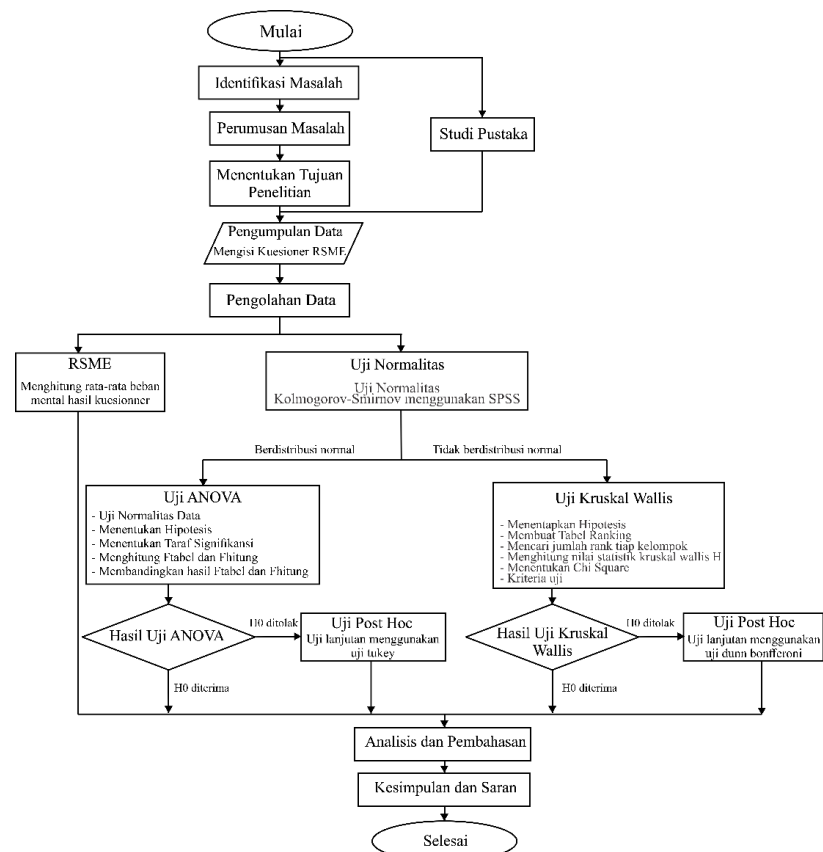 Mulai
Identifikasi Masalah
Perumusan Masalah
Studi Pustaka
Menentukan Tujuan
Penelitian
Pengumpulan Data
Mengisi Kuesioner RSME
Pengolahan Data
RSME
Menghitung rata-rata beban
mental hasil kuesionner
Uji Normalitas
Uji Normalitas
Kolmogorov-Smirnov menggunakan SPSS
Berdistribusi normal
Tidak berdistribusi normal
Uji ANOVA
- Uji Normalitas Data
- Menentukan Hipotesis
- Menentukan Taraf Signifikansi
- Menghitung Ftabel dan Fhitung
- Membandingkan hasil Ftabel dan Fhitung
Uji Kruskal Wallis
- Menentapkan Hipotesis
- Membuat Tabel Ranking
- Mencari jumlah rank tiap kelompok
- Menghitung nilai statistik kruskal wallis H
- Menentukan Chi Square
- Kriteria uji
Hasil Uji ANOVA
H0 ditolak
Uji Post Hoc
Uji lanjutan menggunakan
uji tukey
H0 diterima
Hasil Uji Kruskal
Wallis
H0 ditolak
Uji Post Hoc
Uji lanjutan menggunakan
uji dunn bonfferoni
H0 diterima
Analisis dan Pembahasan
Kesimpulan dan Saran
Selesai